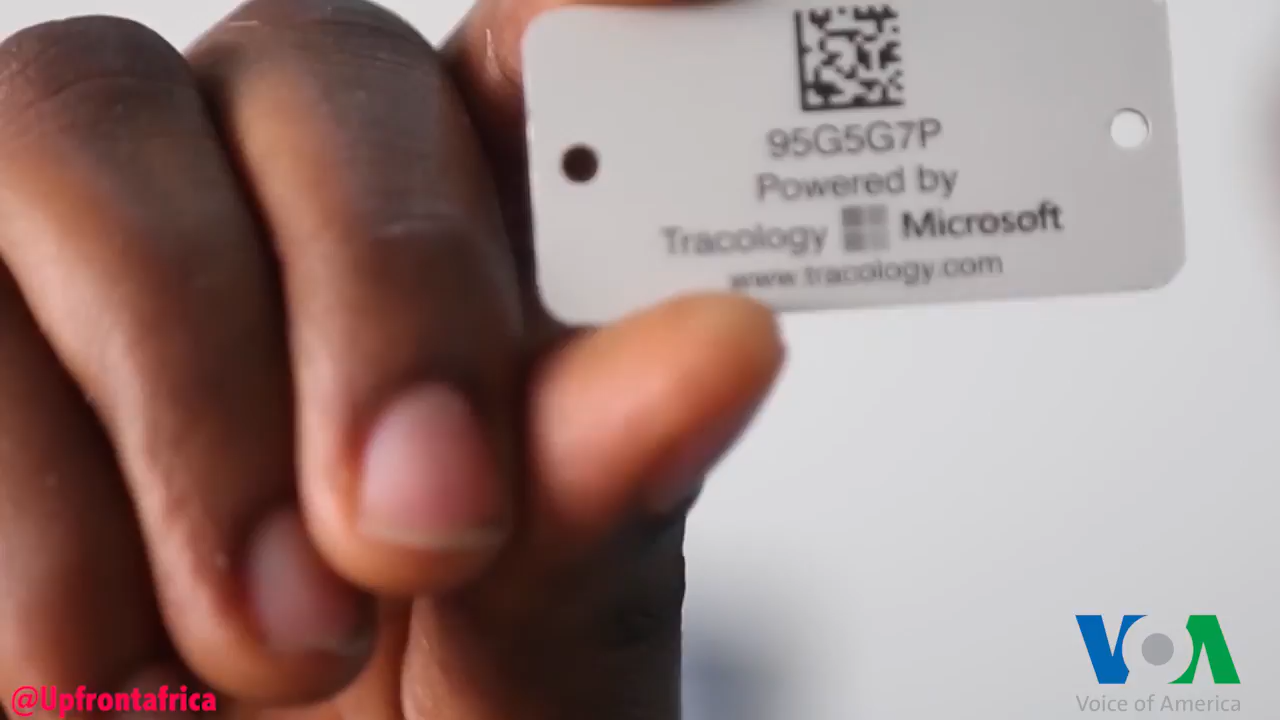 95G5G7P
Powered by
Tracology Microsoft
www.tracology.com
VOA
Voice of America
@Upfrontafrica